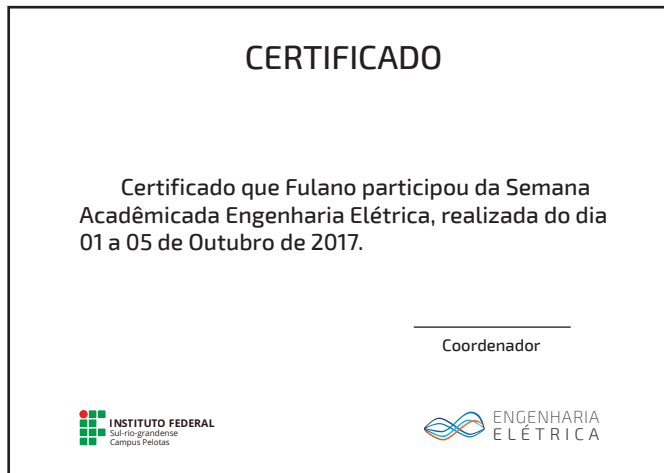 CERTIFICADO
Certificado que Fulano participou da Semana
Acadêmicada Engenharia Elétrica, realizada do dia
01 a 05 de Outubro de 2017.
Coordenador
INSTITUTO FEDERAL
Sul-rio-grandense
Campus Pelotas
ENGENHARIA
ELÉTRICA